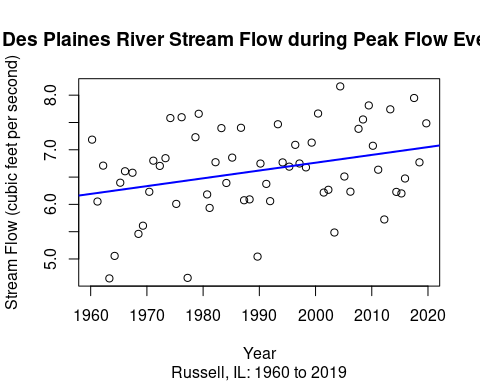 Des Plaines River Stream Flow during Peak Flow Eve
Stream Flow (cubic feet per second)
8.0
7.0
6.0
5.0
1960 1970 1980 1990 2000 2010 2020
Year
Russell, IL: 1960 to 2019